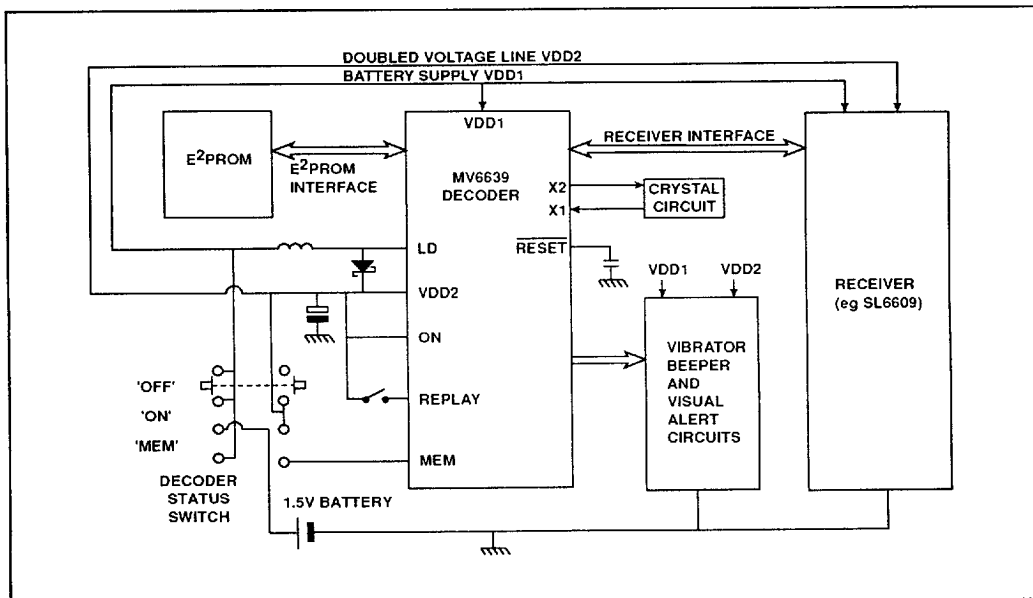 DOUBLED VOLTAGE LINE VDD2
BATTERY SUPPLY VDD1
VDD1
E²PROM
E²PROM
INTERFACE
MV6639
DECODER
RECEIVER INTERFACE
X2
X1
CRYSTAL
CIRCUIT
LD
RESET
VDD2
ON
REPLAY
MEM
VDD1
VDD2
VIBRATOR
BEEPER
AND
VISUAL
ALERT
CIRCUITS
RECEIVER
(eg SL6609)
'OFF'
'ON'
'MEM'
DECODER
STATUS
SWITCH
1.5V BATTERY